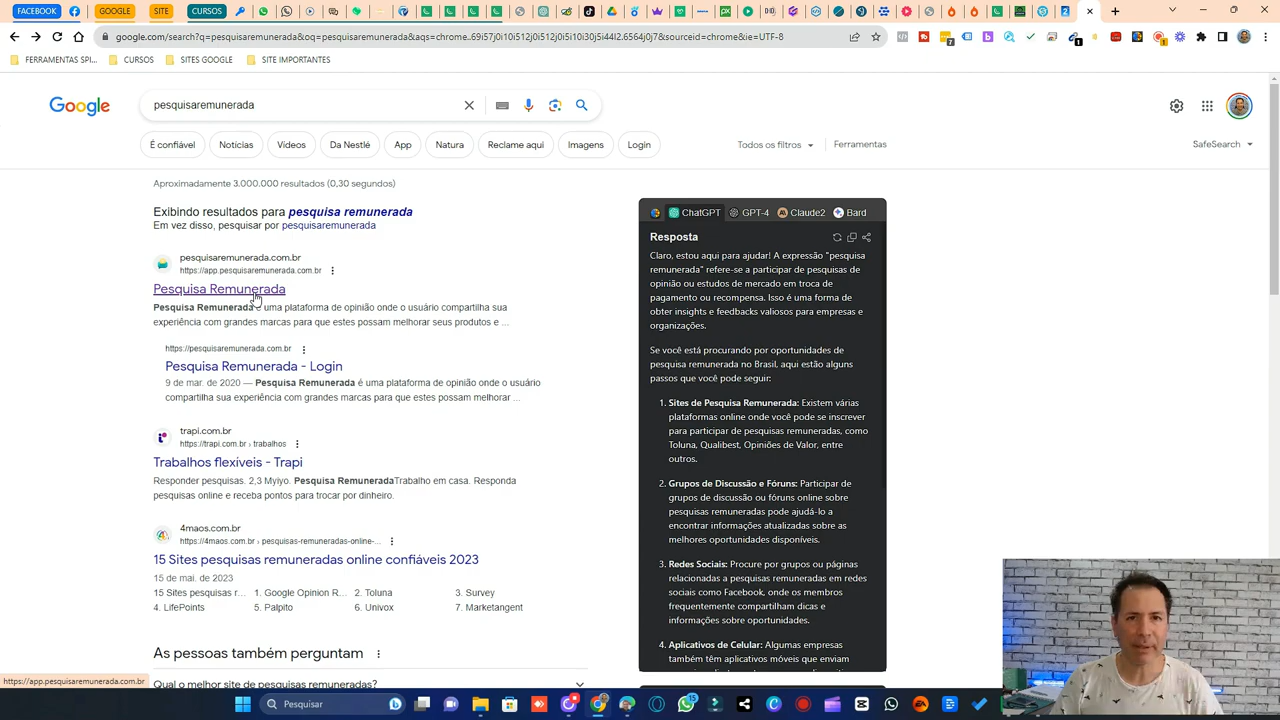 FACEBOOK
GOOGLE
SITE
CURSOS
google.com/search?q=pesquisaremunerada&oq=pesquisaremunerada&aqs=chrome..69i57j0i10i512j0i512j0i5i10i30j5i44l2.6564j0j7&sourceid=chrome&ie=UTF-8
FERRAMENTAS SPI...
CURSOS
SITES GOOGLE
SITE IMPORTANTES
Google
pesquisaremunerada
É confiável
Notícias
Vídeos
Da Nestlé
App
Natura
Reclame aqui
Imagens
Login
Todos os filtros
Ferramentas
SafeSearch
Aproximadamente 3.000.000 resultados (0,30 segundos)
Exibindo resultados para pesquisa remunerada
Em vez disso, pesquisar por pesquisaremunerada
pesquisaremunerada.com.br
https://app.pesquisaremunerada.com.br
Pesquisa Remunerada
Pesquisa Remunerada é uma plataforma de opinião onde o usuário compartilha sua
experiência com grandes marcas para que estes possam melhorar seus produtos e ...
https://pesquisaremunerada.com.br
Pesquisa Remunerada - Login
9 de mar. de 2020 — Pesquisa Remunerada é uma plataforma de opinião onde o usuário
compartilha sua experiência com grandes marcas para que estes possam melhorar ...
trapi.com.br
https://trapi.com.br › trabalhos
Trabalhos flexíveis - Trapi
Responder pesquisas. 2,3 Myiyo. Pesquisa RemuneradaTrabalho em casa. Responda
pesquisas online e receba pontos para trocar por dinheiro.
4maos.com.br
https://4maos.com.br › pesquisas-remuneradas-online-...
15 Sites pesquisas remuneradas online confiáveis 2023
15 de mai. de 2023
15 Sites pesquisas r... 1. Google Opinion R... 2. Toluna 3. Survey
4. LifePoints 5. Palpito 6. Univox 7. Marketangent
As pessoas também perguntam
Qual o melhor site de pesquisas remuneradas?
https://app.pesquisaremunerada.com.br
ChatGPT
GPT-4
Claude2
Bard
Resposta
Claro, estou aqui para ajudar! A expressão "pesquisa
remunerada" refere-se a participar de pesquisas de
opinião ou estudos de mercado em troca de
pagamento ou recompensa. Isso é uma forma de
obter insights e feedbacks valiosos para empresas e
organizações.
Se você está procurando por oportunidades de
pesquisa remunerada no Brasil, aqui estão alguns
passos que você pode seguir:
1. Sites de Pesquisa Remunerada: Existem várias
plataformas online onde você pode se inscrever
para participar de pesquisas remuneradas, como
Toluna, Qualibest, Opiniões de Valor, entre
outros.
2. Grupos de Discussão e Fóruns: Participar de
grupos de discussão ou fóruns online sobre
pesquisas remuneradas pode ajudá-lo a
encontrar informações atualizadas sobre as
melhores oportunidades disponíveis.
3. Redes Sociais: Procure por grupos ou páginas
relacionadas a pesquisas remuneradas em redes
sociais como Facebook, onde os membros
frequentemente compartilham dicas e
informações sobre oportunidades.
4. Aplicativos de Celular: Algumas empresas
também têm aplicativos móveis que enviam
Pesquisar
15